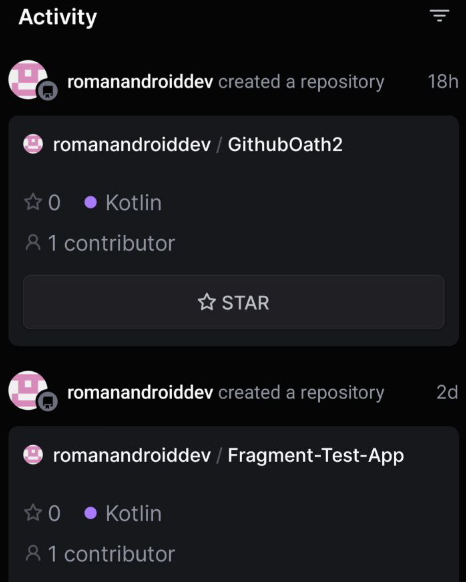 Activity
romanandroiddev created a repository 18h
romanandroiddev / GithubOath2
0 Kotlin
1 contributor
STAR
romanandroiddev created a repository 2d
romanandroiddev / Fragment-Test-App
0 Kotlin
1 contributor